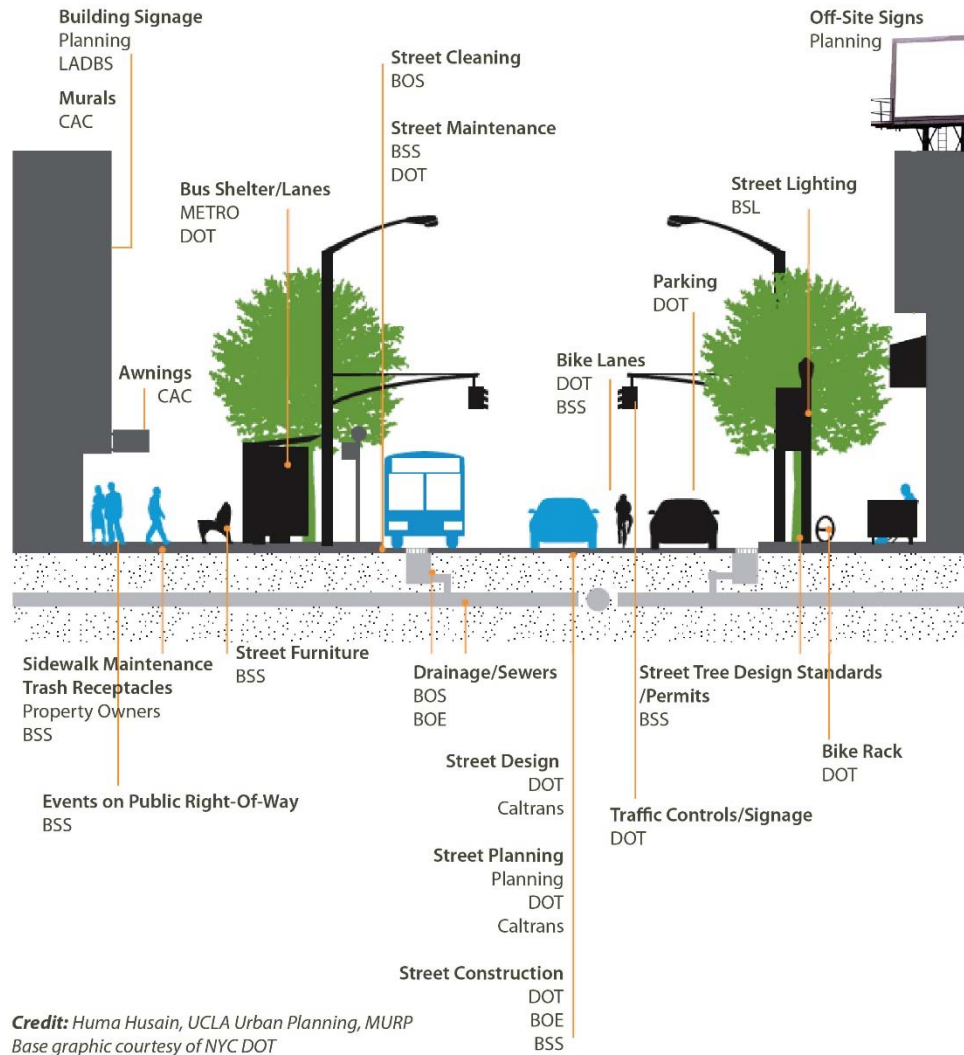 Building Signage
Planning
LADBS
Murals
CAC
Street Cleaning
BOS
Street Maintenance
BSS
DOT
Off-Site Signs
Planning
Bus Shelter/Lanes
METRO
DOT
Street Lighting
BSL
Parking
DOT
Bike Lanes
DOT
BSS
Awnings
CAC
Sidewalk Maintenance
Trash Receptacles
Property Owners
BSS
Street Furniture
BSS
Drainage/Sewers
BOS
BOE
Street Tree Design Standards
/Permits
BSS
Bike Rack
DOT
Events on Public Right-Of-Way
BSS
Street Design
DOT
Caltrans
Traffic Controls/Signage
DOT
Street Planning
Planning
DOT
Caltrans
Street Construction
DOT
BOE
BSS
Credit: Huma Husain, UCLA Urban Planning, MURP
Base graphic courtesy of NYC DOT